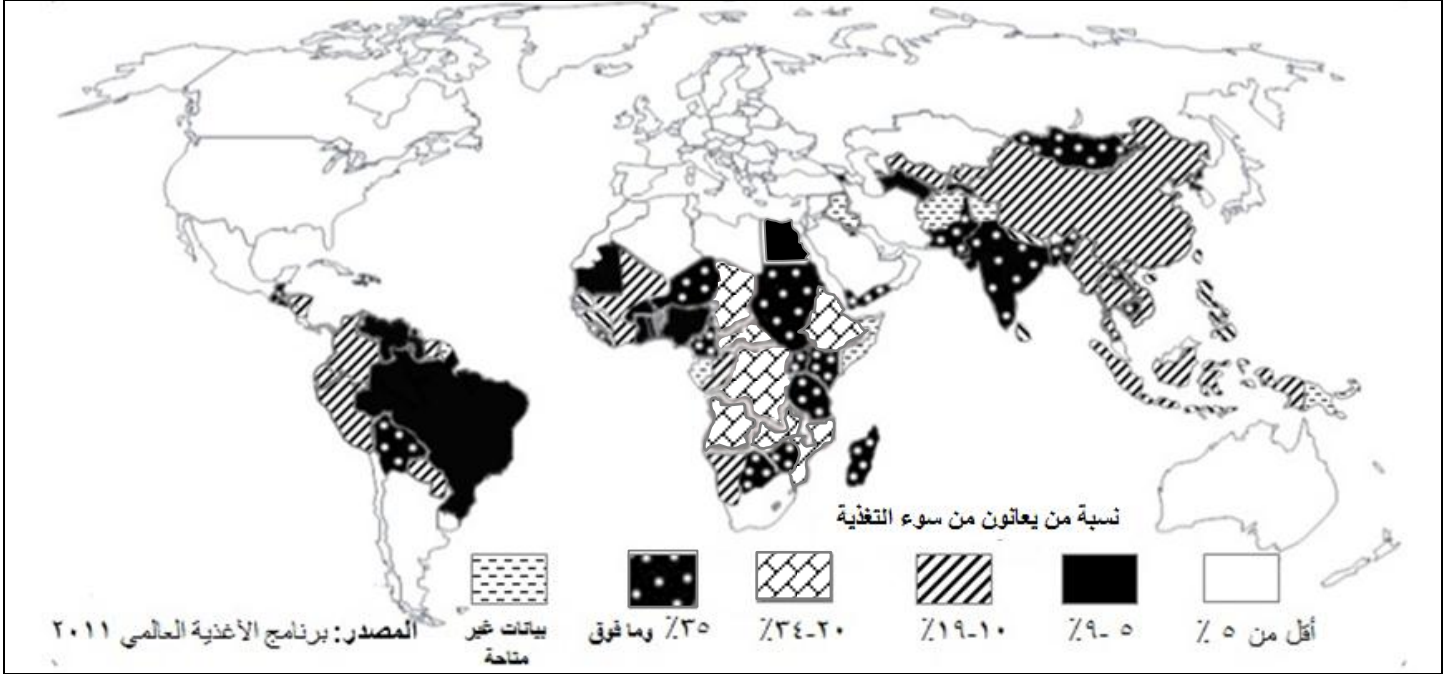 نسبة من يعانون من سوء التغذية
أقل من ٥ ٪
٥ -٩٪
١٠-١٩٪
٢٠-٣٤٪
٣٥٪ وما فوق
بيانات غير
متاحة
المصدر: برنامج الأغذية العالمي ٢٠١١